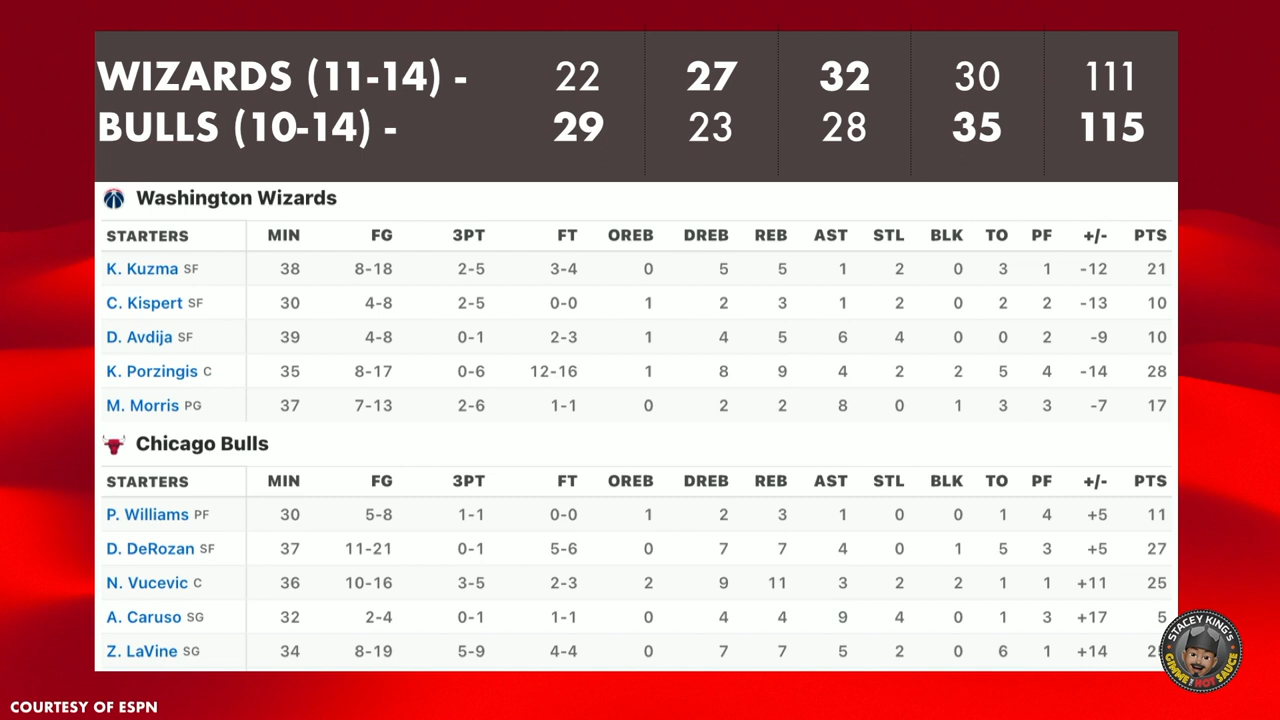 WIZARDS (11-14) - 22 27 32 30 111
BULLS (10-14) - 29 23 28 35 115
Washington Wizards
STARTERS MIN FG 3PT FT OREB DREB REB AST STL BLK TO PF +/- PTS
K. Kuzma SF 38 8-18 2-5 3-4 0 5 5 1 2 0 3 1 -12 21
C. Kispert SF 30 4-8 2-5 0-0 1 2 3 1 2 0 2 2 -13 10
D. Avdija SF 39 4-8 0-1 2-3 1 4 5 6 4 0 0 2 -9 10
K. Porzingis C 35 8-17 0-6 12-16 1 8 9 4 2 2 5 4 -14 28
M. Morris PG 37 7-13 2-6 1-1 0 2 2 8 0 1 3 3 -7 17
Chicago Bulls
STARTERS MIN FG 3PT FT OREB DREB REB AST STL BLK TO PF +/- PTS
P. Williams PF 30 5-8 1-1 0-0 1 2 3 1 0 0 1 4 +5 11
D. DeRozan SF 37 11-21 0-1 5-6 0 7 7 4 0 1 5 3 +5 27
N. Vucevic C 36 10-16 3-5 2-3 2 9 11 3 2 2 1 1 +11 25
A. Caruso SG 32 2-4 0-1 1-1 0 4 4 9 4 0 1 3 +17 5
Z. LaVine SG 34 8-19 5-9 4-4 0 7 7 5 2 0 6 1 +14
STACEY KING'S
GIMME THE HOT SAUCE
COURTESY OF ESPN